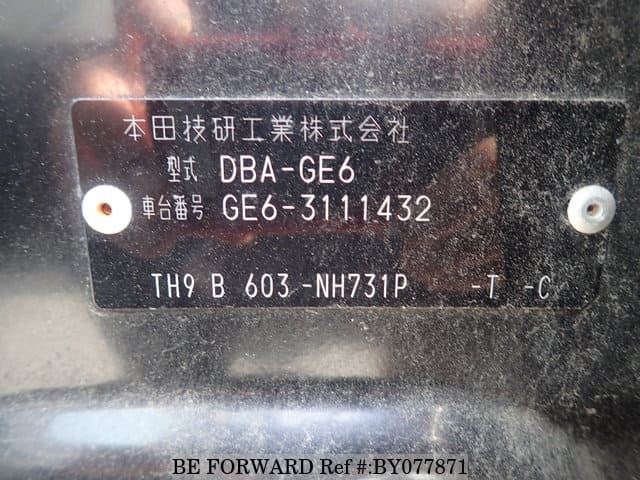 本田技研工業株式会社
型式 DBA-GE6
車台番号 GE6-3111432
TH9 B 603 -NH731P -T -C
BE FORWARD Ref #:BY077871